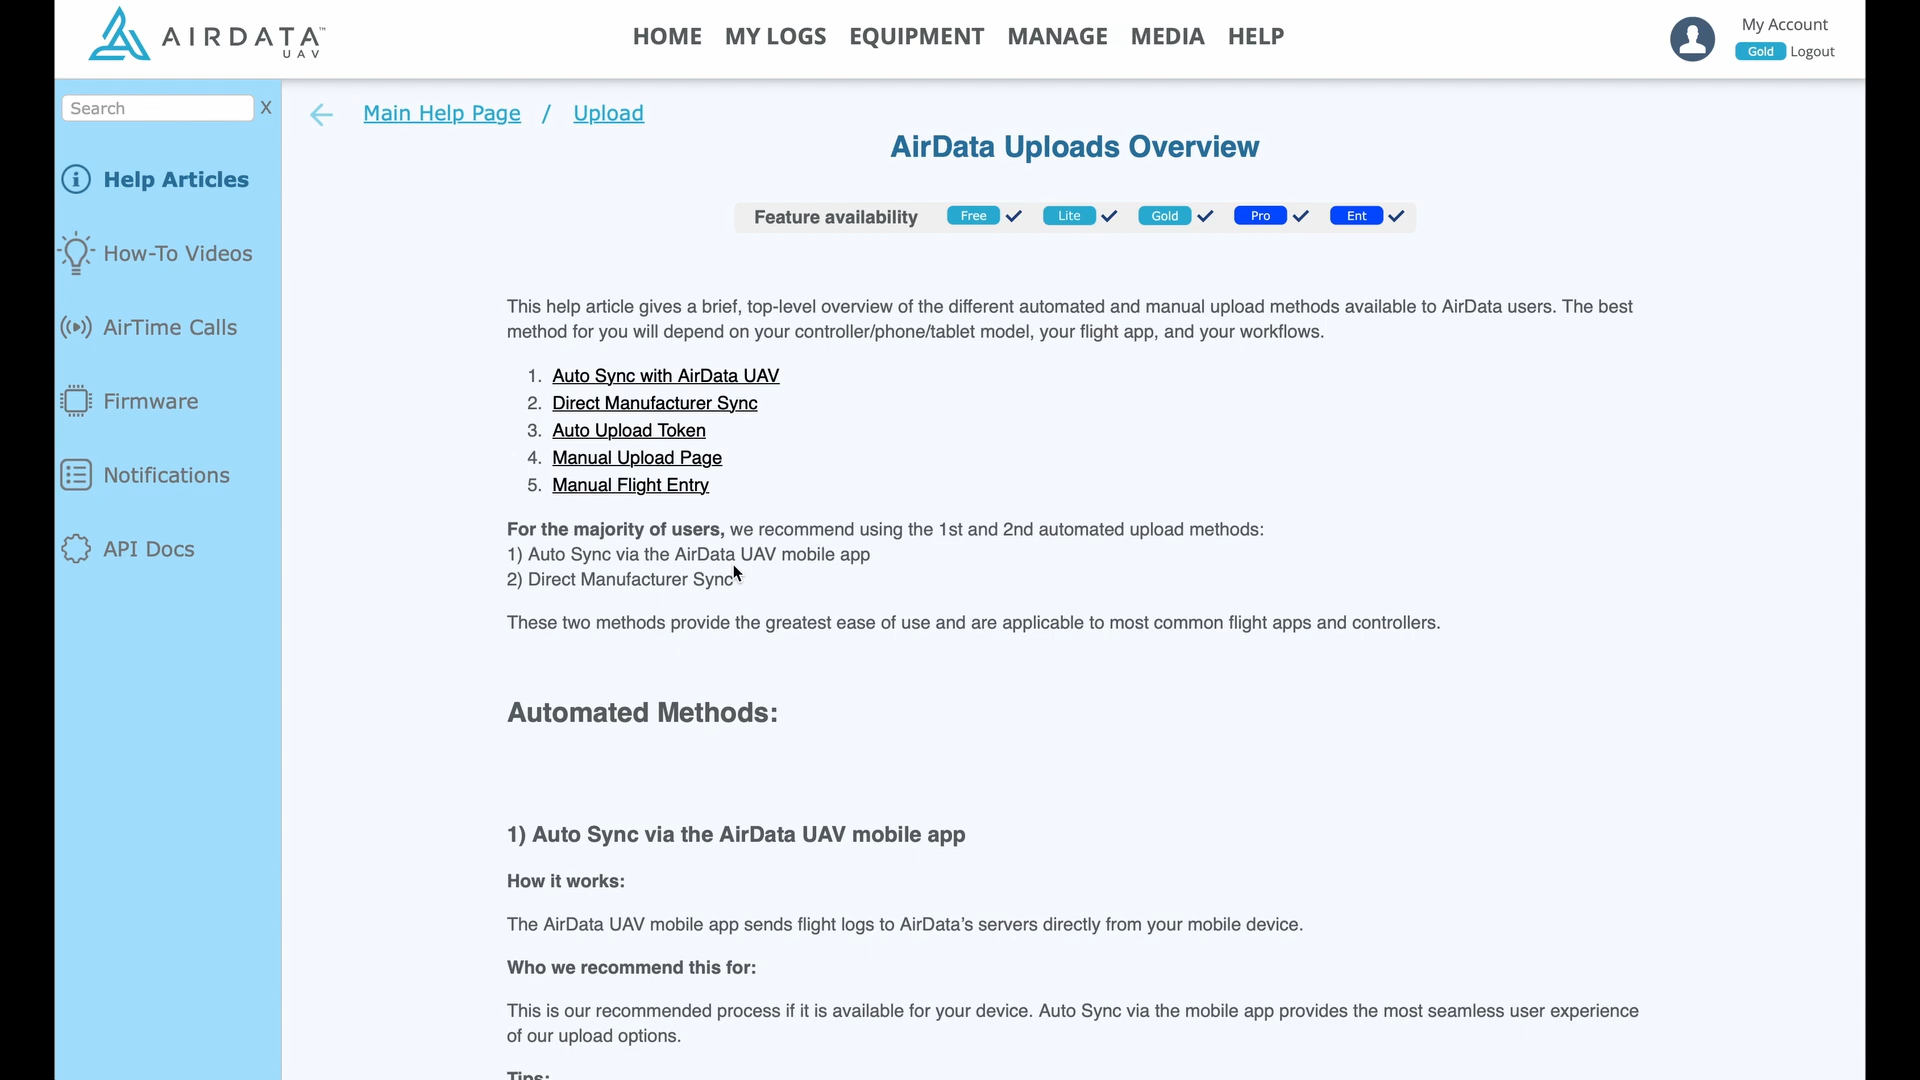 AIRDATA
UAV
HOME MY LOGS EQUIPMENT MANAGE MEDIA HELP
My Account
Gold Logout
Search X
Help Articles
How-To Videos
AirTime Calls
Firmware
Notifications
API Docs
Main Help Page / Upload
AirData Uploads Overview
Feature availability Free Lite Gold Pro Ent
This help article gives a brief, top-level overview of the different automated and manual upload methods available to AirData users. The best
method for you will depend on your controller/phone/tablet model, your flight app, and your workflows.
1. Auto Sync with AirData UAV
2. Direct Manufacturer Sync
3. Auto Upload Token
4. Manual Upload Page
5. Manual Flight Entry
For the majority of users, we recommend using the 1st and 2nd automated upload methods:
1) Auto Sync via the AirData UAV mobile app
2) Direct Manufacturer Sync
These two methods provide the greatest ease of use and are applicable to most common flight apps and controllers.
Automated Methods:
1) Auto Sync via the AirData UAV mobile app
How it works:
The AirData UAV mobile app sends flight logs to AirData’s servers directly from your mobile device.
Who we recommend this for:
This is our recommended process if it is available for your device. Auto Sync via the mobile app provides the most seamless user experience
of our upload options.
Tips: